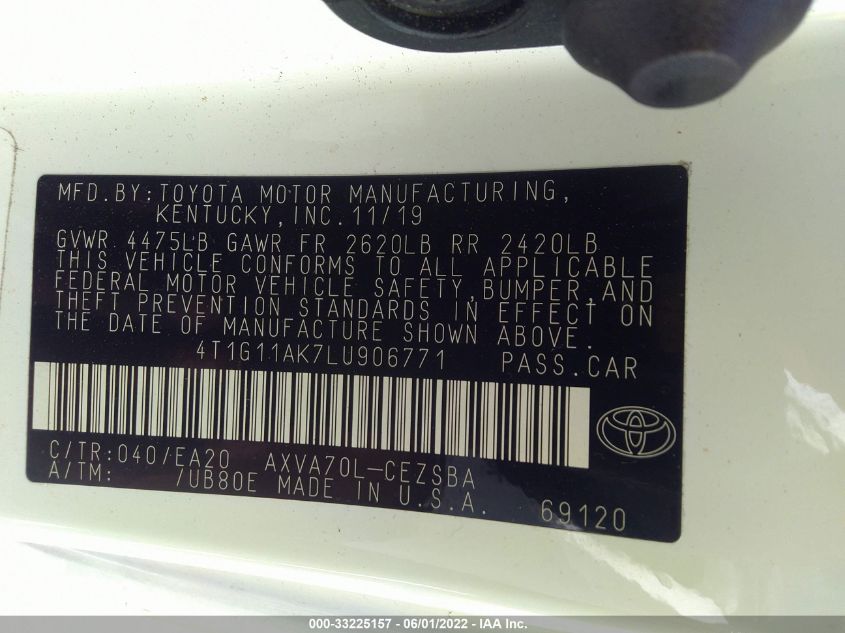 MFD.BY:TOYOTA MOTOR MANUFACTURING,
KENTUCKY,INC.11/19
GVWR 4475LB GAWR FR 2620LB RR 2420LB
THIS VEHICLE CONFORMS TO ALL APPLICABLE
FEDERAL MOTOR VEHICLE SAFETY,BUMPER,AND
THEFT PREVENTION STANDARDS IN EFFECT ON
THE DATE OF MANUFACTURE SHOWN ABOVE.
4T1G11AK7LU906771 PASS.CAR
C/TR:040/EA20 AXVA70L-CEZSBA
A/TM: /UB80E MADE IN U.S.A.
69120
000-33225157 - 06/01/2022 - IAA Inc.